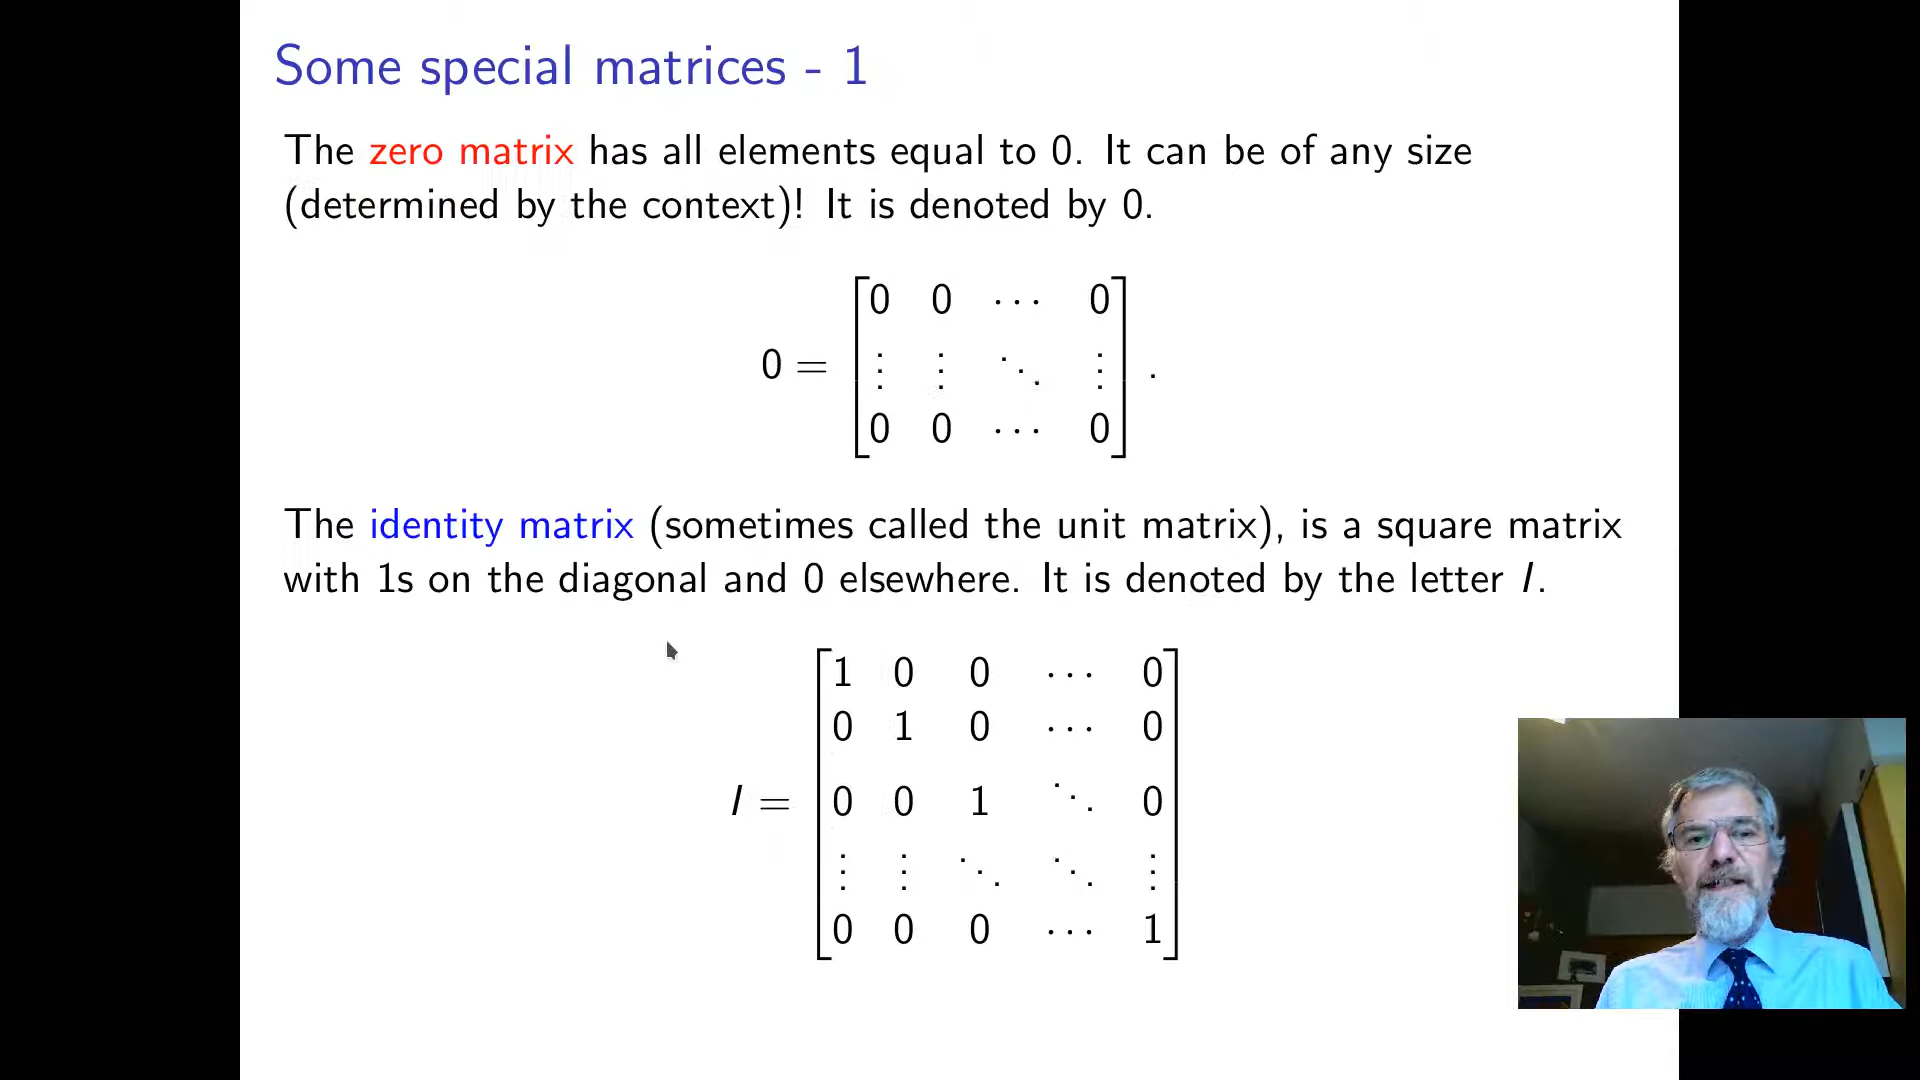 Some special matrices - 1
The zero matrix has all elements equal to 0. It can be of any size
(determined by the context)! It is denoted by 0.
0 0 ⋯ 0
0 = ⋮ ⋮ ⋱ ⋮ .
0 0 ⋯ 0
The identity matrix (sometimes called the unit matrix), is a square matrix
with 1s on the diagonal and 0 elsewhere. It is denoted by the letter I.
1 0 0 ⋯ 0
0 1 0 ⋯ 0
I = 0 0 1 ⋱ 0
⋮ ⋮ ⋱ ⋱ ⋮
0 0 0 ⋯ 1